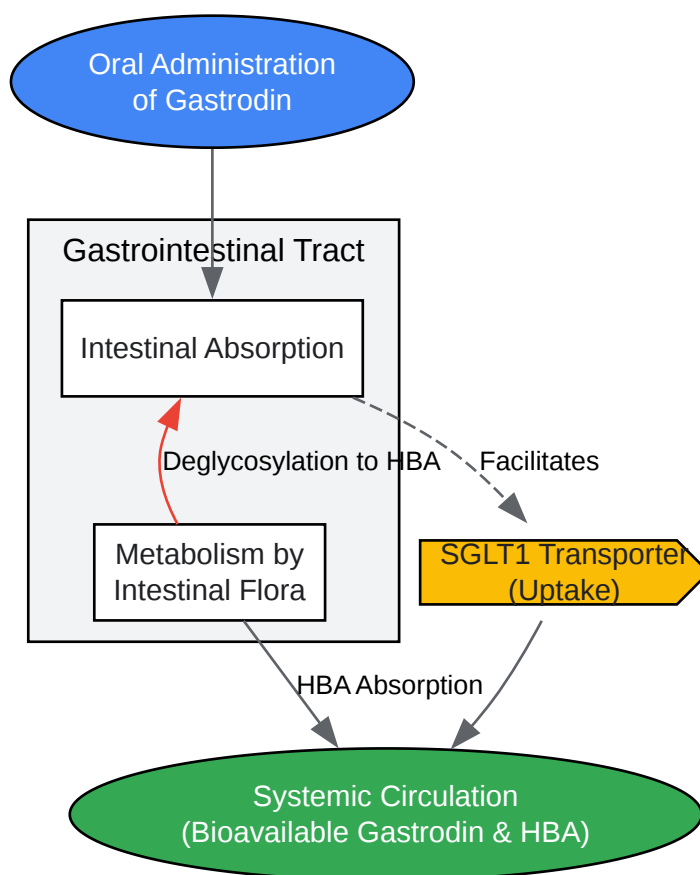 Oral Administration
of Gastrodin
Gastrointestinal Tract
Intestinal Absorption
Deglycosylation to HBA
Facilitates
Metabolism by
Intestinal Flora
SGLT1 Transporter
(Uptake)
HBA Absorption
Systemic Circulation
(Bioavailable Gastrodin & HBA)